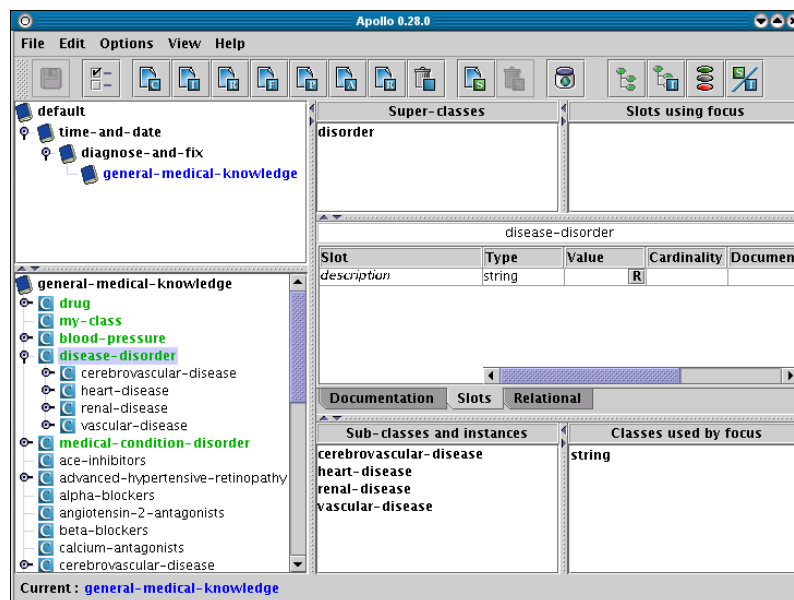 Apollo 0.28.0
File Edit Options View Help
default
time-and-date
diagnose-and-fix
general-medical-knowledge
Super-classes
disorder
Slots using focus
disease-disorder
Slot Type Value Cardinality Documen
description string R
Documentation Slots Relational
general-medical-knowledge
C drug
C my-class
C blood-pressure
C disease-disorder
C cerebrovascular-disease
C heart-disease
C renal-disease
C vascular-disease
C medical-condition-disorder
C ace-inhibitors
C advanced-hypertensive-retinopathy
C alpha-blockers
C angiotensin-2-antagonists
C beta-blockers
C calcium-antagonists
C cerebrovascular-disease
Sub-classes and instances
cerebrovascular-disease
heart-disease
renal-disease
vascular-disease
Classes used by focus
string
Current : general-medical-knowledge